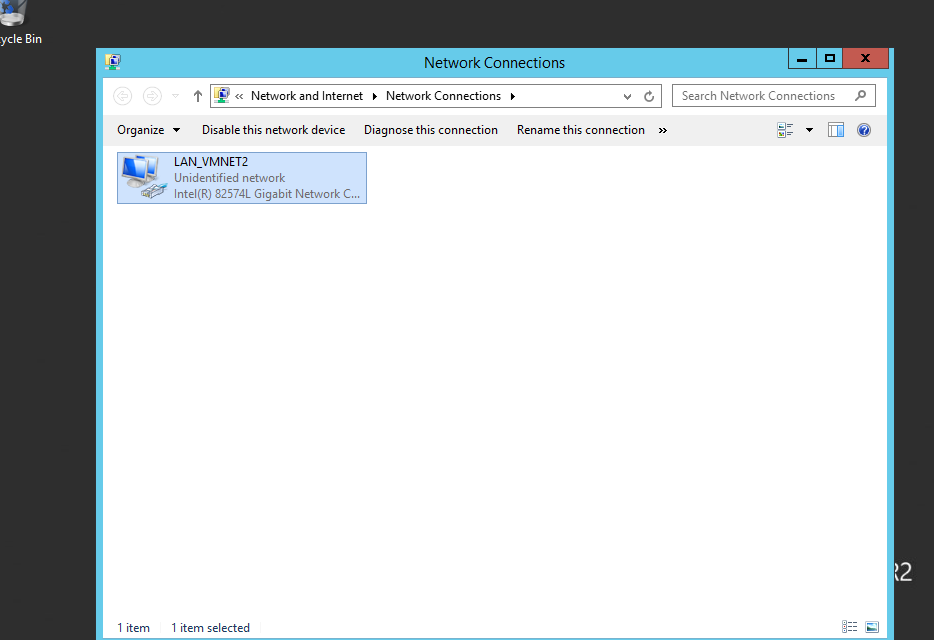 cycle Bin
Network Connections
« Network and Internet Network Connections
Search Network Connections
Organize Disable this network device Diagnose this connection Rename this connection »
LAN_VMNET2
Unidentified network
Intel(R) 82574L Gigabit Network C...
R2
1 item 1 item selected